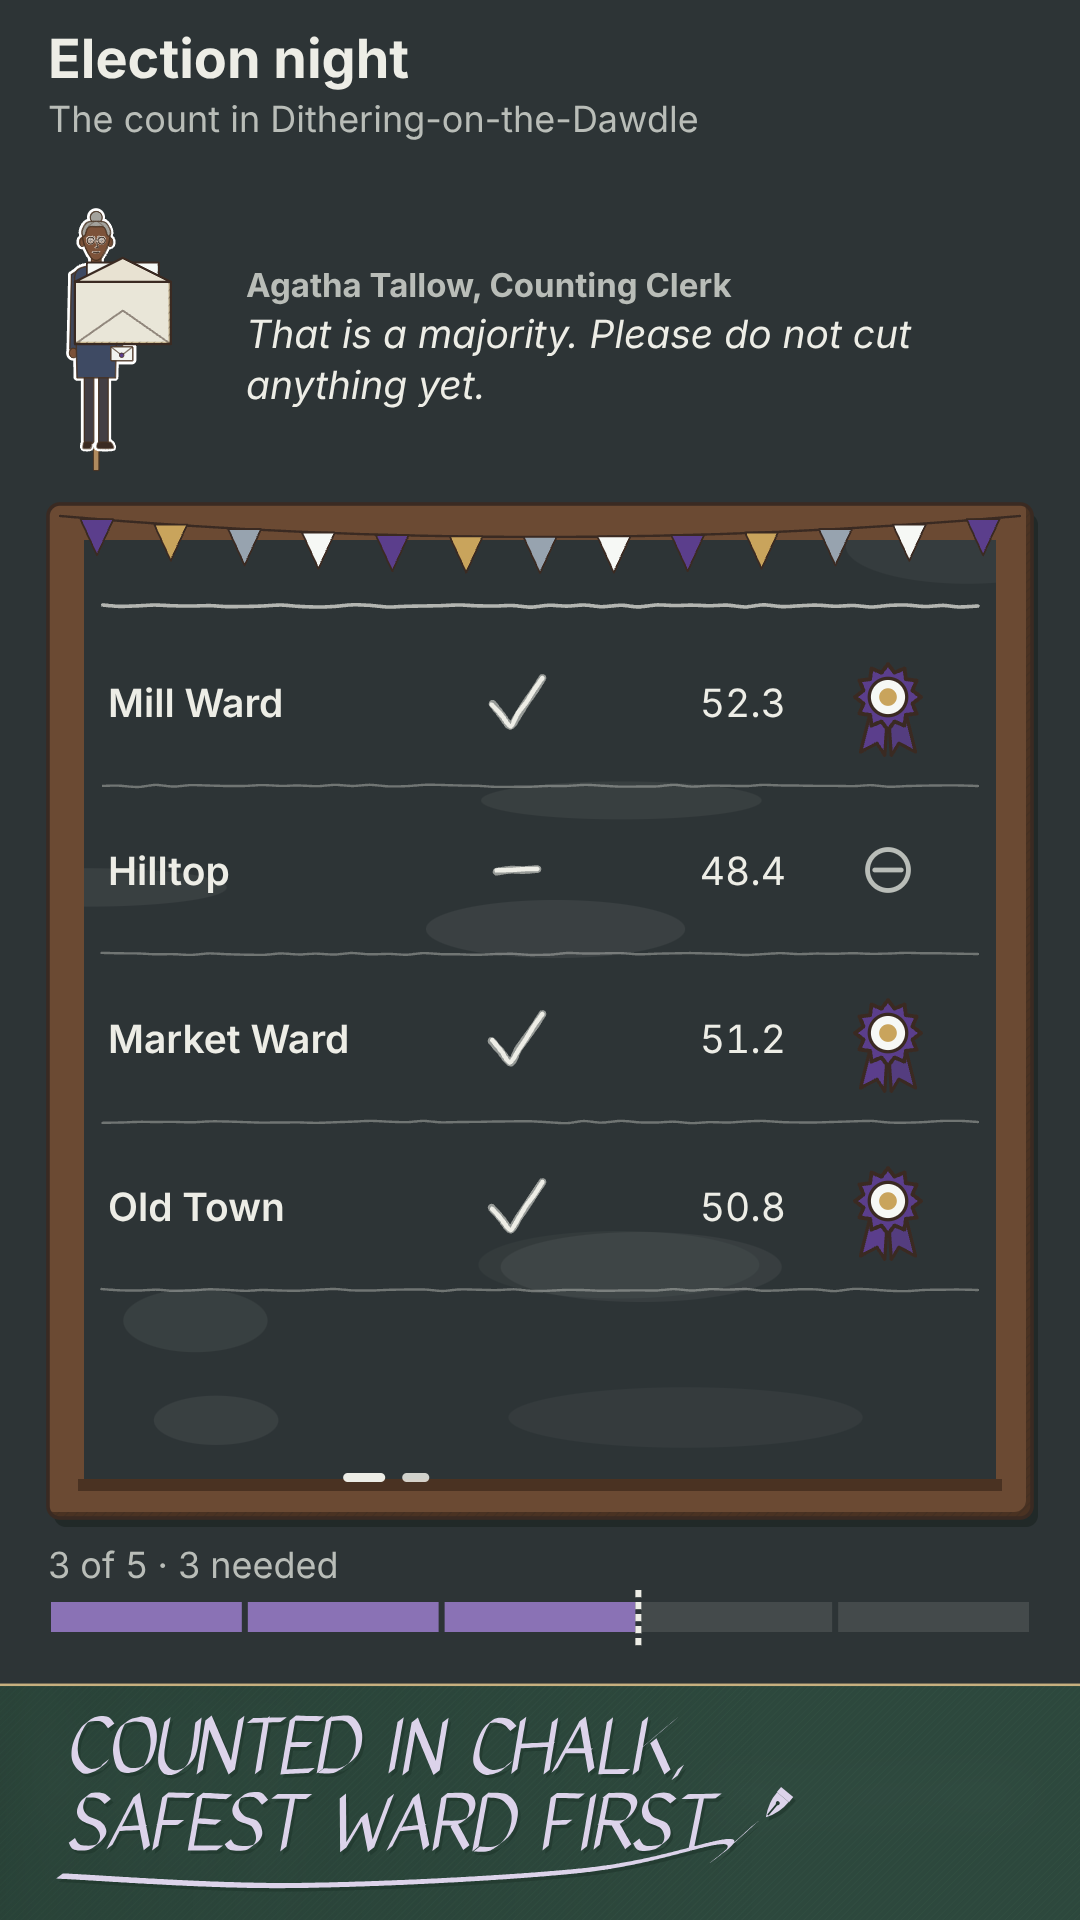 Election night
The count in Dithering-on-the-Dawdle
Agatha Tallow, Counting Clerk
That is a majority. Please do not cut
anything yet.
Mill Ward 52.3
Hilltop 48.4
Market Ward 51.2
Old Town 50.8
3 of 5 · 3 needed
COUNTED IN CHALK,
SAFEST WARD FIRST